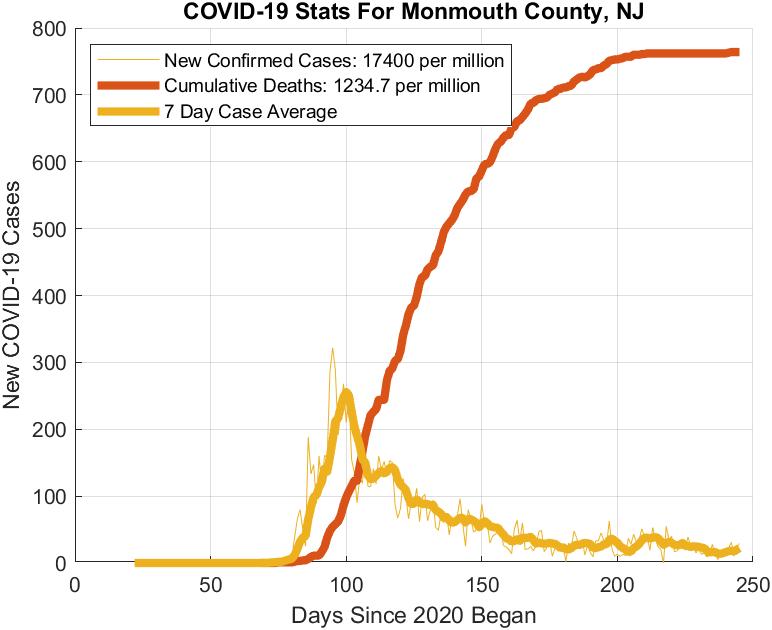 COVID-19 Stats For Monmouth County, NJ
New Confirmed Cases: 17400 per million
Cumulative Deaths: 1234.7 per million
7 Day Case Average
New COVID-19 Cases
800
700
600
500
400
300
200
100
0
0 50 100 150 200 250
Days Since 2020 Began